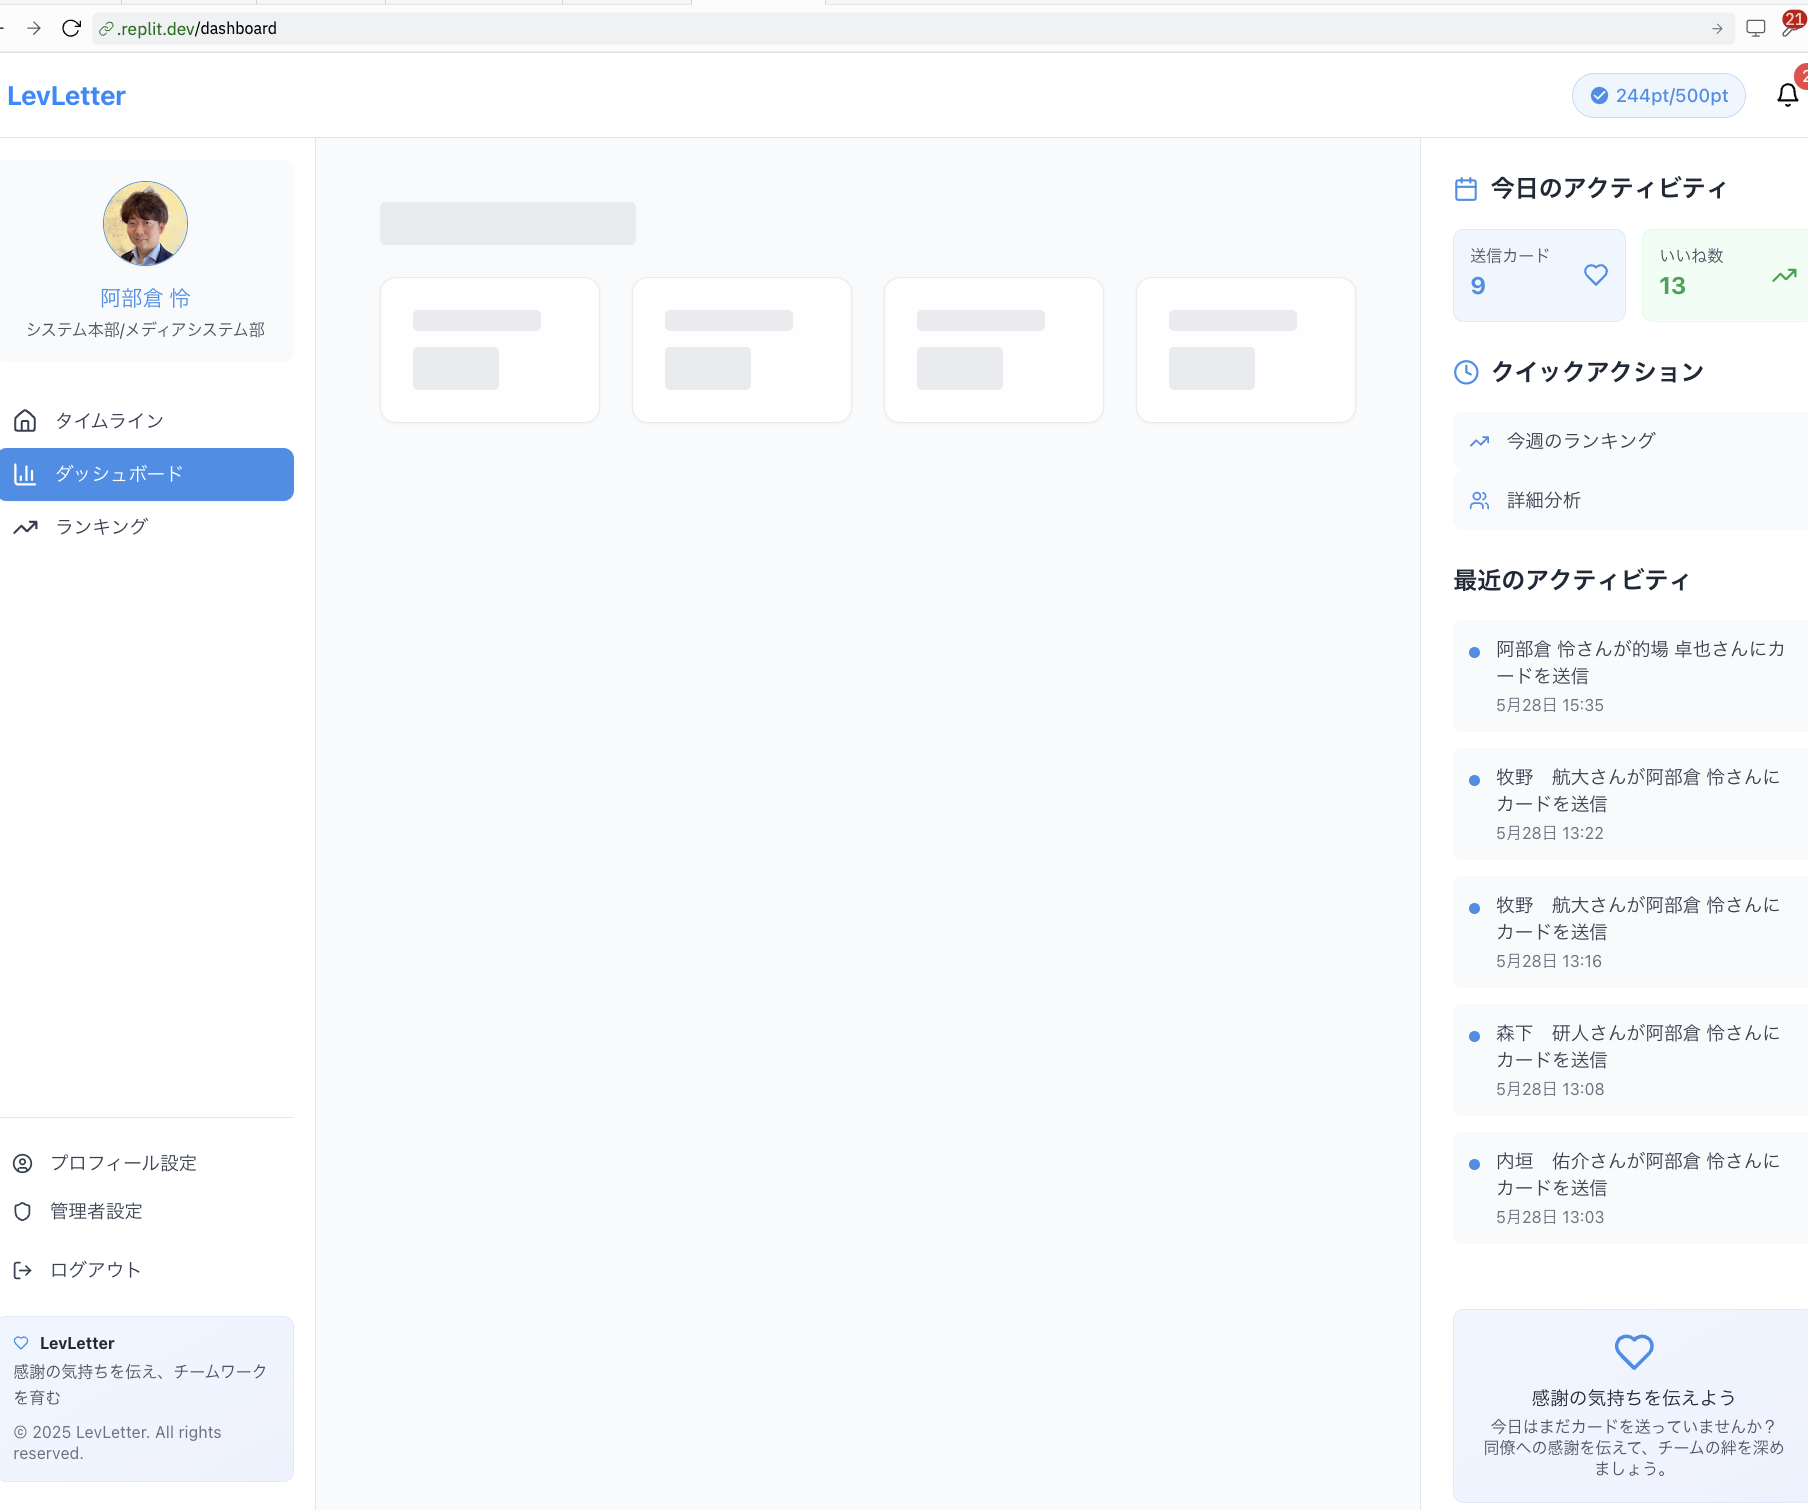 .replit.dev/dashboard
21
LevLetter
244pt/500pt
阿部倉 怜
システム本部/メディアシステム部
タイムライン
ダッシュボード
ランキング
プロフィール設定
管理者設定
ログアウト
LevLetter
感謝の気持ちを伝え、チームワーク
を育む
© 2025 LevLetter. All rights
reserved.
今日のアクティビティ
送信カード
9
いいね数
13
クイックアクション
今週のランキング
詳細分析
最近のアクティビティ
阿部倉 怜さんが的場 卓也さんにカ
ードを送信
5月28日 15:35
牧野　航大さんが阿部倉 怜さんに
カードを送信
5月28日 13:22
牧野　航大さんが阿部倉 怜さんに
カードを送信
5月28日 13:16
森下　研人さんが阿部倉 怜さんに
カードを送信
5月28日 13:08
内垣　佑介さんが阿部倉 怜さんに
カードを送信
5月28日 13:03
感謝の気持ちを伝えよう
今日はまだカードを送っていませんか？
同僚への感謝を伝えて、チームの絆を深め
ましょう。